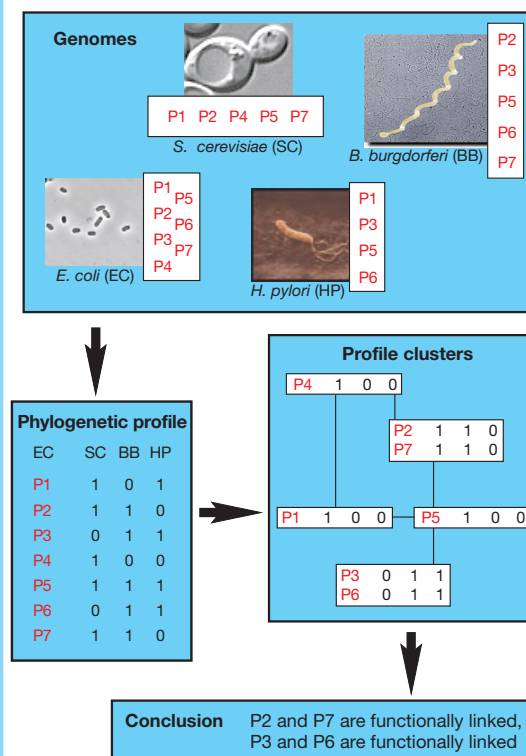 Genomes
P1 P2 P4 P5 P7
S. cerevisiae (SC)
P2
P3
P5
P6
P7
B. burgdorferi (BB)
P1
P5
P2
P6
P3
P7
P4
E. coli (EC)
P1
P3
P5
P6
H. pylori (HP)
Phylogenetic profile
EC SC BB HP
P1 1 0 1
P2 1 1 0
P3 0 1 1
P4 1 0 0
P5 1 1 1
P6 0 1 1
P7 1 1 0
Profile clusters
P4 1 0 0
P2 1 1 0
P7 1 1 0
P1 1 0 0
P5 1 0 0
P3 0 1 1
P6 0 1 1
Conclusion P2 and P7 are functionally linked,
P3 and P6 are functionally linked